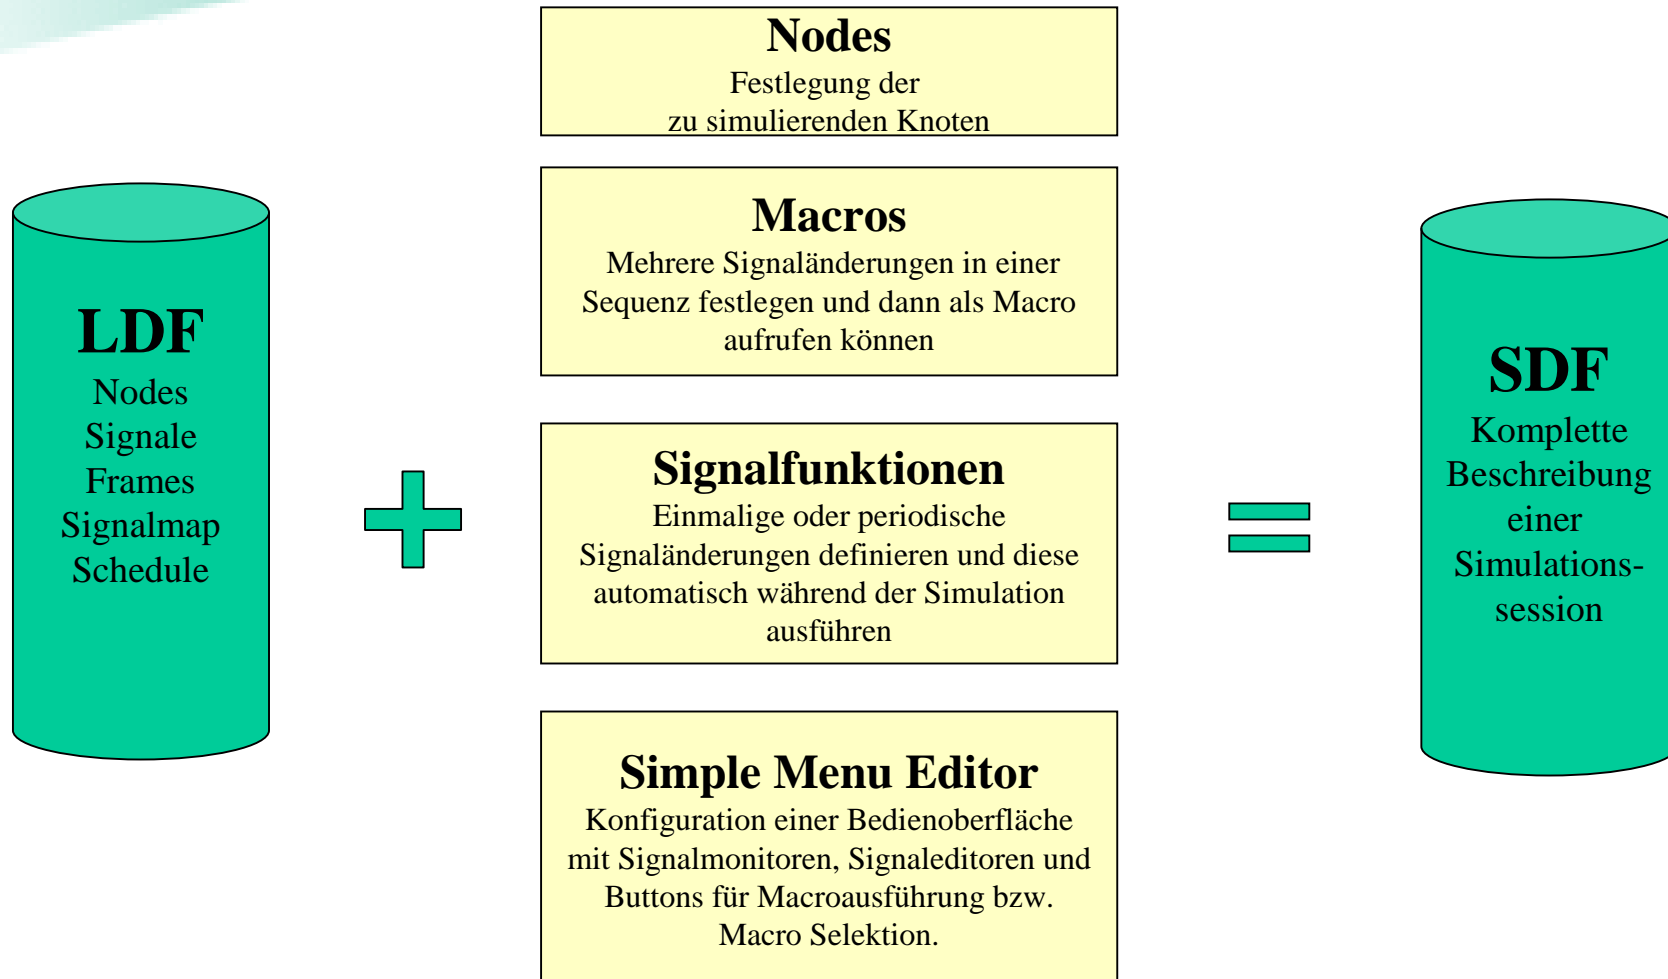 LDF
Nodes
Signale
Frames
Signalmap
Schedule
Nodes
Festlegung der
zu simulierenden Knoten
Macros
Mehrere Signaländerungen in einer
Sequenz festlegen und dann als Macro
aufrufen können
Signalfunktionen
Einmalige oder periodische
Signaländerungen definieren und diese
automatisch während der Simulation
ausführen
Simple Menu Editor
Konfiguration einer Bedienoberfläche
mit Signalmonitoren, Signaleditoren und
Buttons für Macroausführung bzw.
Macro Selektion.
SDF
Komplette
Beschreibung
einer
Simulations-
session